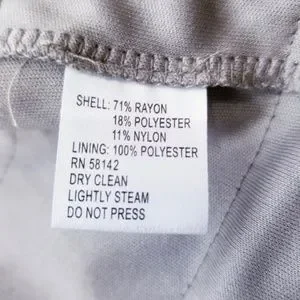 SHELL: 71% RAYON
18% POLYESTER
11% NYLON
LINING: 100% POLYESTER
RN 58142
DRY CLEAN
LIGHTLY STEAM
DO NOT PRESS